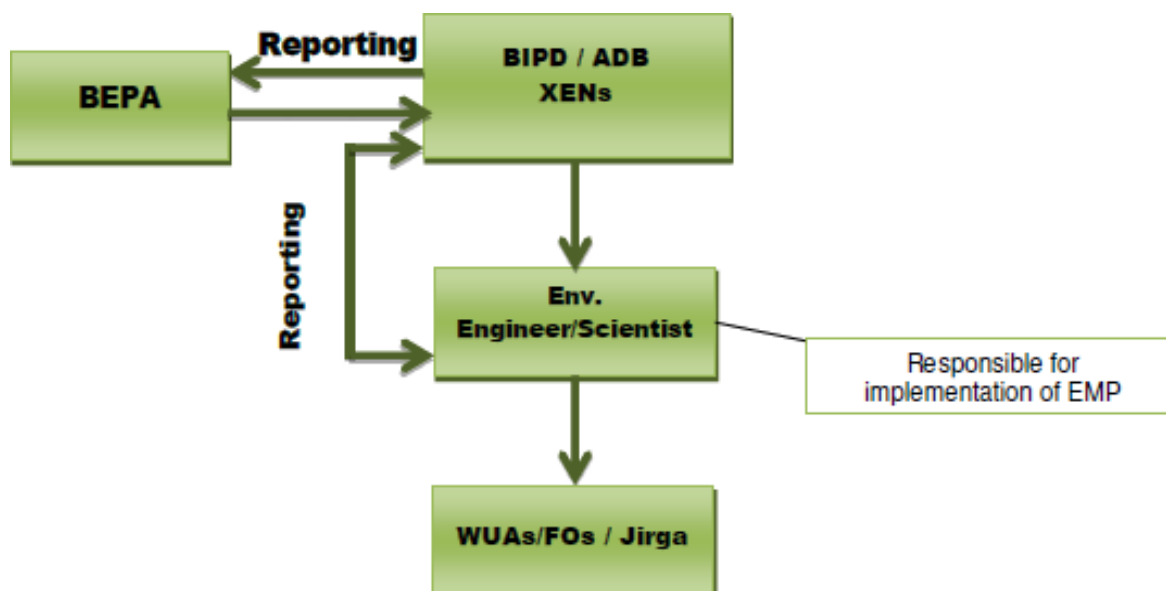 Reporting
BIPD / ADB
XENs
BEPA
Reporting
Env.
Engineer/Scientist
Responsible for
implementation of EMP
WUAs/FOs / Jirga